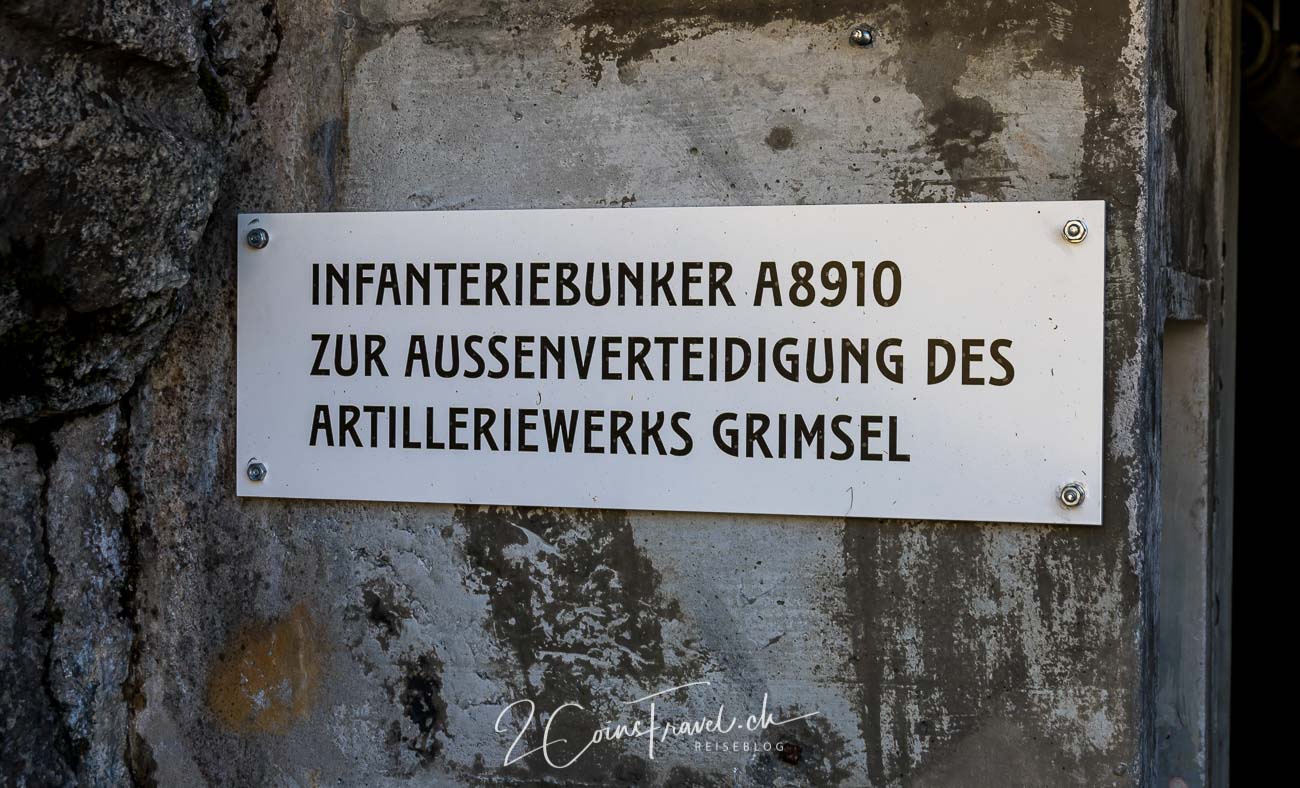 INFANTERIEBUNKER A8910
ZUR AUSSENVERTEIDIGUNG DES
ARTILLERIEWERKS GRIMSEL
2CoinsTravel.ch
REISEBLOG